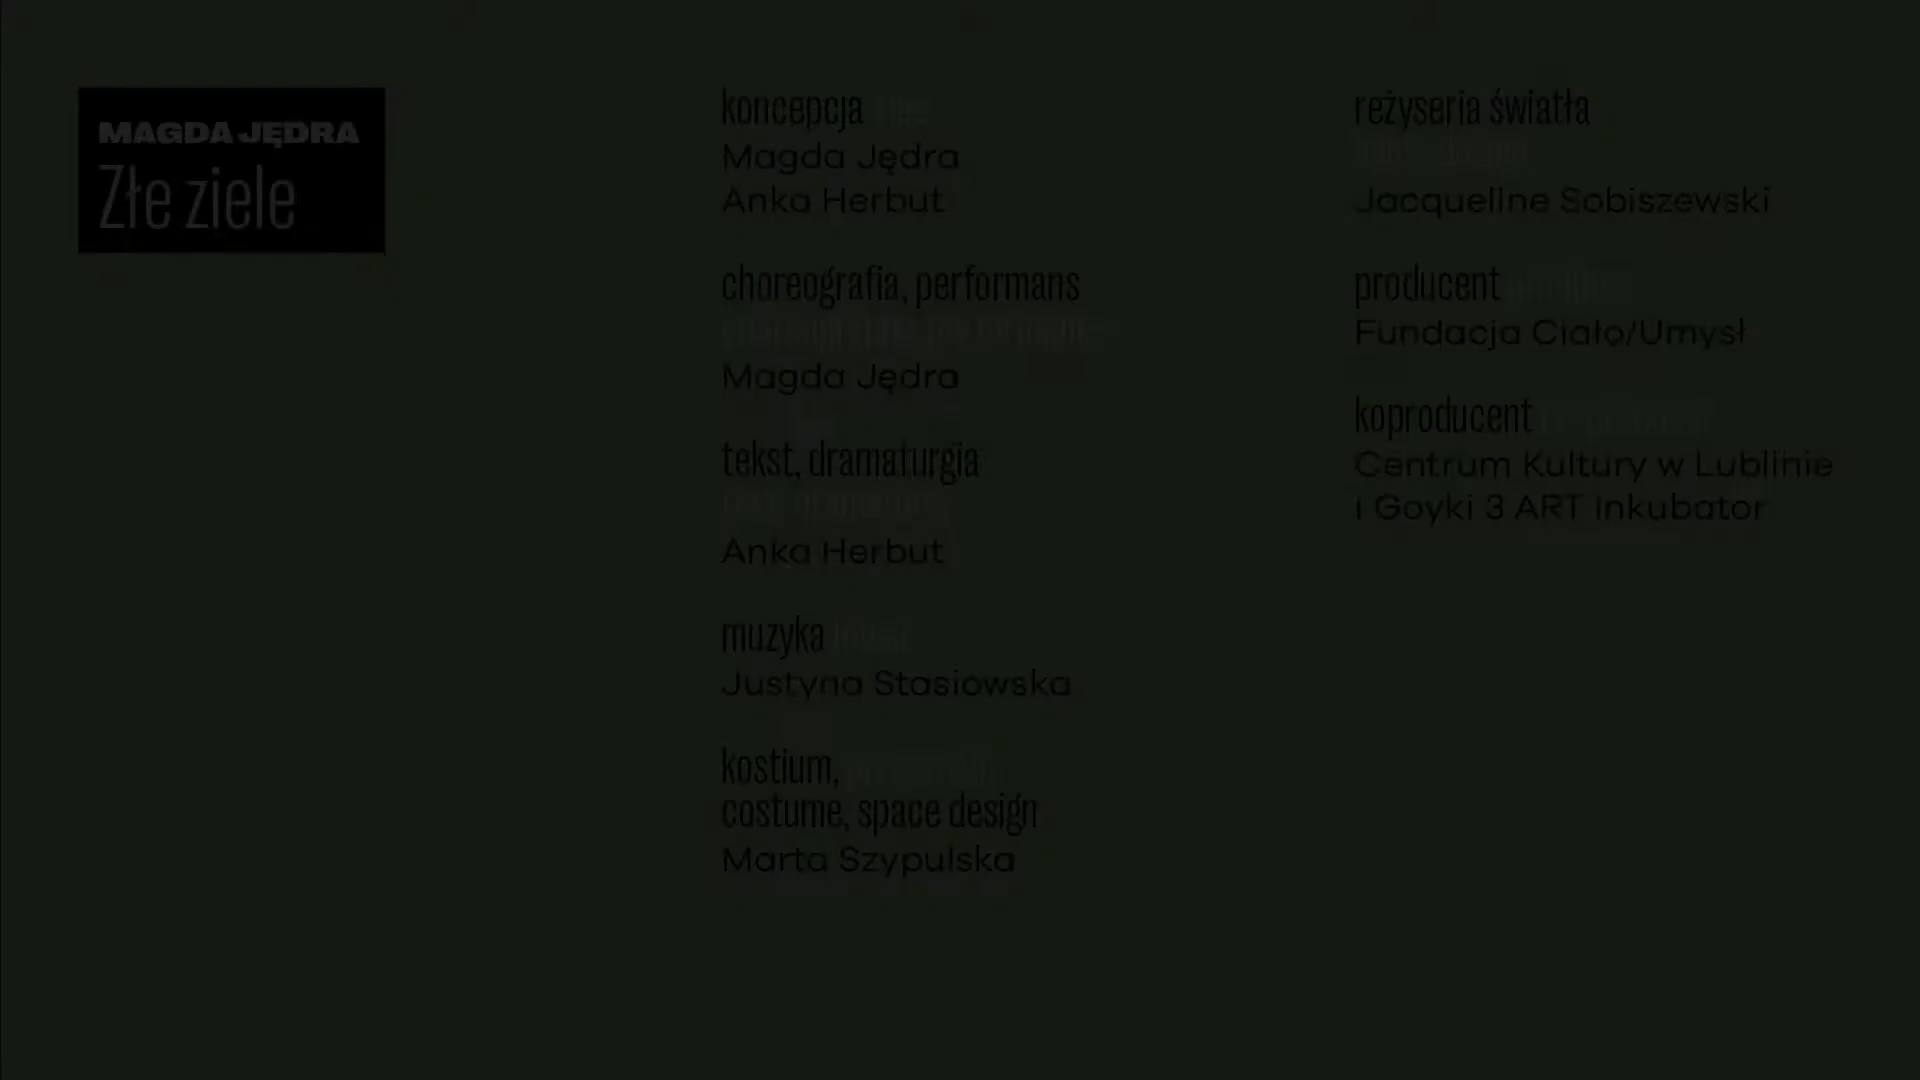 MAGDA JĘDRA
Złe ziele
koncepcja
Magda Jędra
Anka Herbut
choreografia, performans
Magda Jędra
tekst, dramaturgia
Anka Herbut
muzyka
Justyna Stasiowska
kostium,
costume, space design
Marta Szypulska
reżyseria światła
Jacqueline Sobiszewski
producent
Fundacja Ciało/Umysł
koproducent
Centrum Kultury w Lublinie
i Goyki 3 ART Inkubator